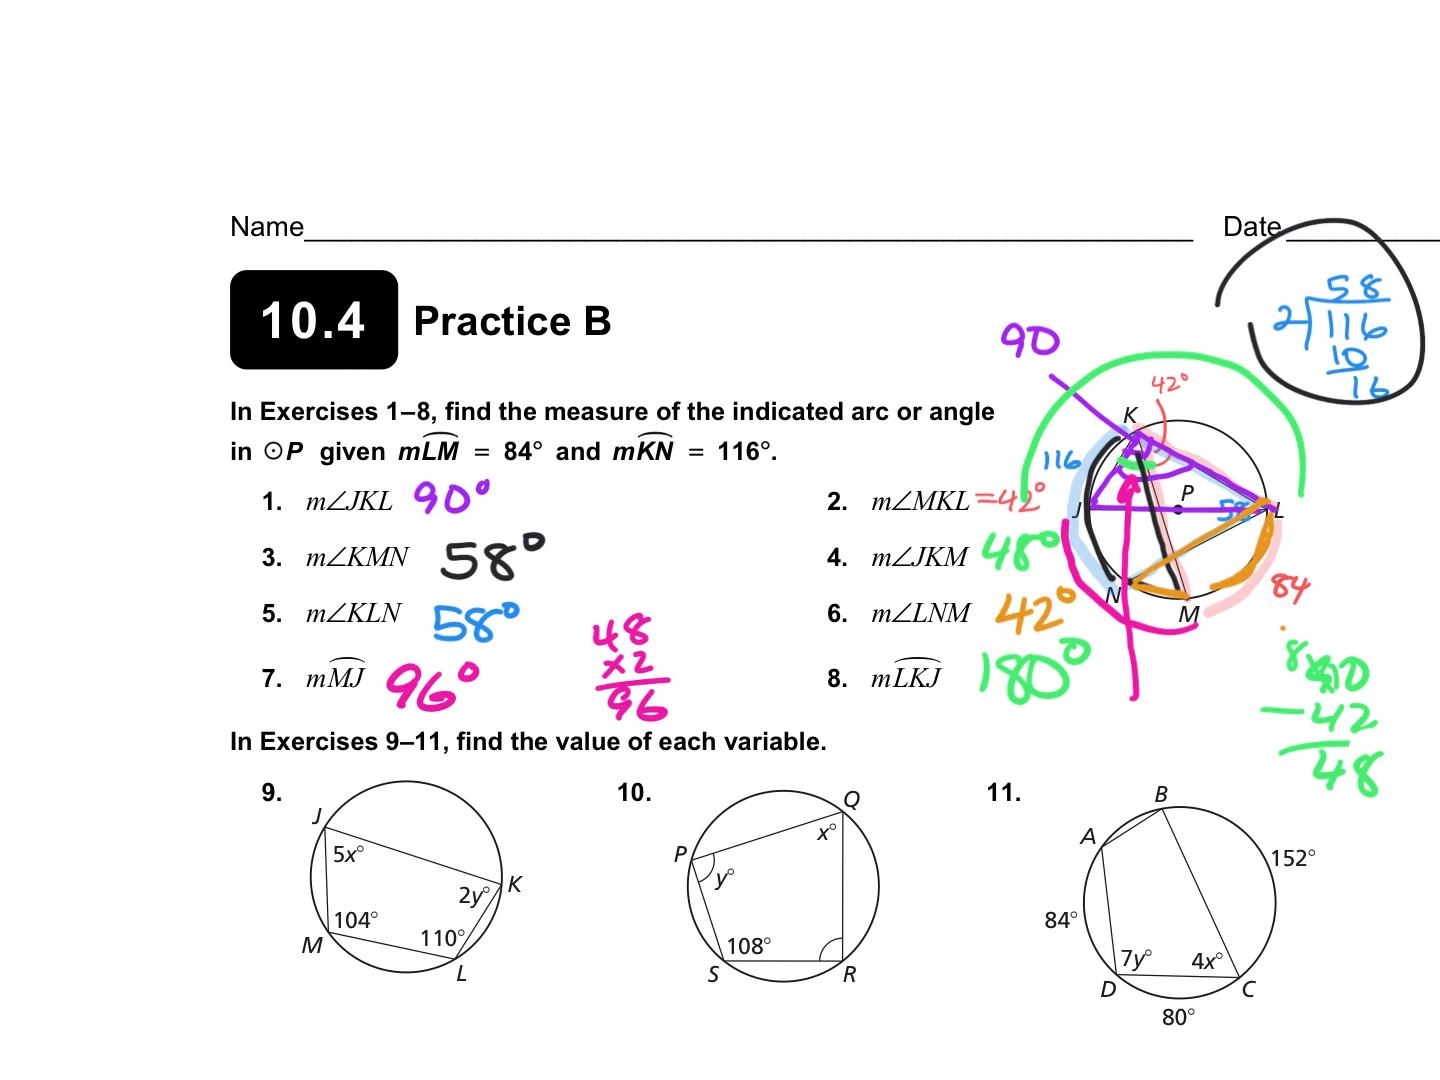 Name Date
58
2)116
10
16
10.4 Practice B
90
42°
In Exercises 1–8, find the measure of the indicated arc or angle
in ⊙P given mLM = 84° and mKN = 116°.
K
116
1. m∠JKL 90°
2. m∠MKL =42°
P
J
58
L
3. m∠KMN 58°
4. m∠JKM 48°
N
M
84
5. m∠KLN 58°
6. m∠LNM 42°
48
x2
96
7. mMJ 96°
8. mLKJ 180°
- 42
48
In Exercises 9–11, find the value of each variable.
9.
10.
11.
J
5x°
2y° K
104°
M
110°
L
Q
x°
P
y°
108°
S
R
B
A
152°
84°
7y° 4x°
D
C
80°